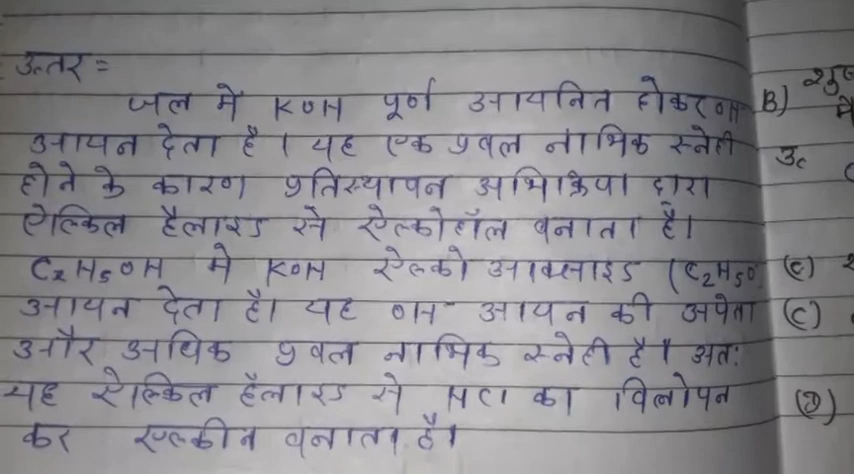 उत्तर =
जल मे KOH पूर्ण आयनित होकर OH
आयन देता है। यह एक प्रबल नाभिक स्नेही
होने के कारण प्रतिस्थापन अभिक्रिया द्वारा
ऐल्किल हैलाइड से ऐल्कोहॉल बनाता है।
C₂H₅OH मे KOH ऐल्को आक्साइड (C₂H₅O
आयन देता है। यह OH⁻ आयन की अपेक्षा
और अधिक प्रबल नाभिक स्नेही है। अतः
यह ऐल्किल हैलाइड से HCl का विलोपन
कर एल्कीन बनाता है।
B)
उ०
(C)
(D)